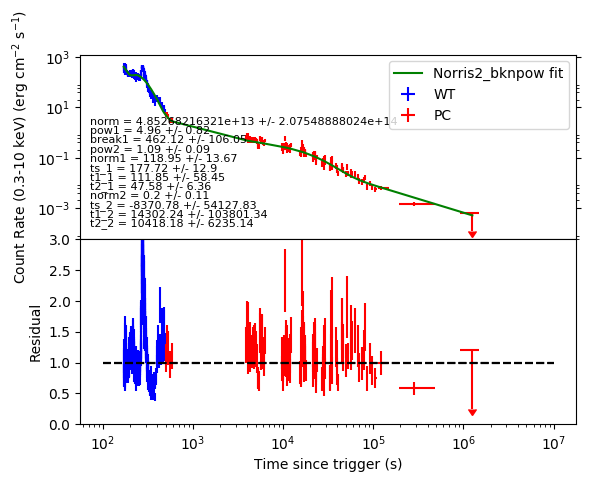 Norris2_bknpow fit
WT
PC
norm = 4.85268216321e+13 +/- 2.07548888024e+14
pow1 = 4.96 +/- 0.82
break1 = 462.12 +/- 106.05
pow2 = 1.09 +/- 0.09
norm1 = 118.95 +/- 13.67
ts_1 = 177.72 +/- 12.9
t1_1 = 111.85 +/- 58.45
t2_1 = 47.58 +/- 6.36
norm2 = 0.2 +/- 0.11
ts_2 = -8370.78 +/- 54127.83
t1_2 = 14302.24 +/- 103801.34
t2_2 = 10418.18 +/- 6235.14
Count Rate (0.3-10 keV) (erg cm⁻² s⁻¹)
10³
10¹
10⁻¹
10⁻³
Residual
3.0
2.5
2.0
1.5
1.0
0.5
0.0
10² 10³ 10⁴ 10⁵ 10⁶ 10⁷
Time since trigger (s)